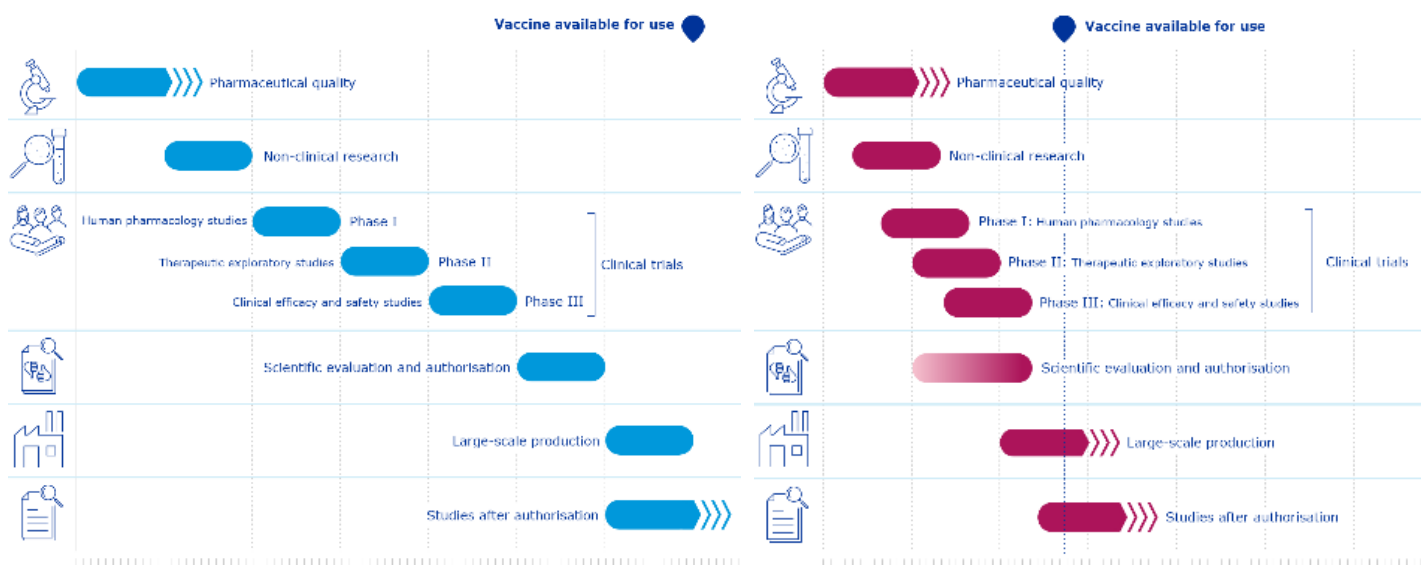 Vaccine available for use
Pharmaceutical quality
Non-clinical research
Human pharmacology studies
Phase I
Therapeutic exploratory studies
Phase II
Clinical efficacy and safety studies
Phase III
Clinical trials
Scientific evaluation and authorisation
Large-scale production
Studies after authorisation
Vaccine available for use
Pharmaceutical quality
Non-clinical research
Phase I: Human pharmacology studies
Phase II: Therapeutic exploratory studies
Phase III: Clinical efficacy and safety studies
Clinical trials
Scientific evaluation and authorisation
Large-scale production
Studies after authorisation